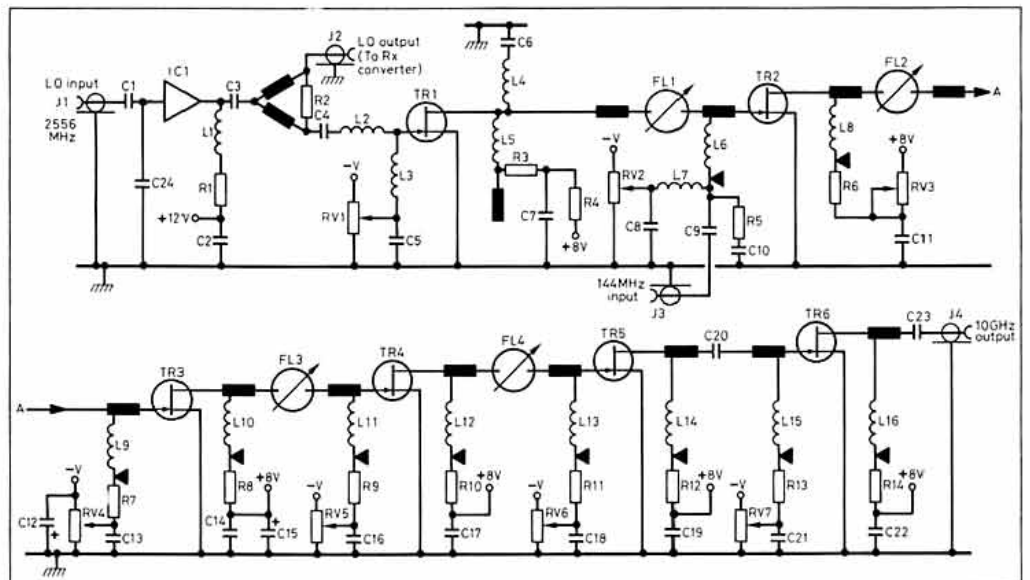 J2
LO output
(To Rx
converter)
C6
LO input
J1
2556
MHz
C1
IC1
C3
R2
C4
L2
TR1
L4
FL1
TR2
FL2
A
L1
R1
+12V
C2
C24
-V
RV1
L3
C5
L5
R3
C7
R4
+8V
-V
RV2
C8
L7
L6
C9
R5
C10
L8
R6
+8V
RV3
C11
144MHz
input
J3
A
TR3
FL3
TR4
FL4
TR5
C20
TR6
C23
J4
10GHz
output
L9
-V
C12
+
RV4
R7
C13
L10
R8
+8V
C14
+
C15
L11
-V
RV5
R9
C16
L12
R10
+8V
C17
L13
-V
RV6
R11
C18
L14
R12
+8V
C19
L15
-V
RV7
R13
C21
L16
R14
+8V
C22